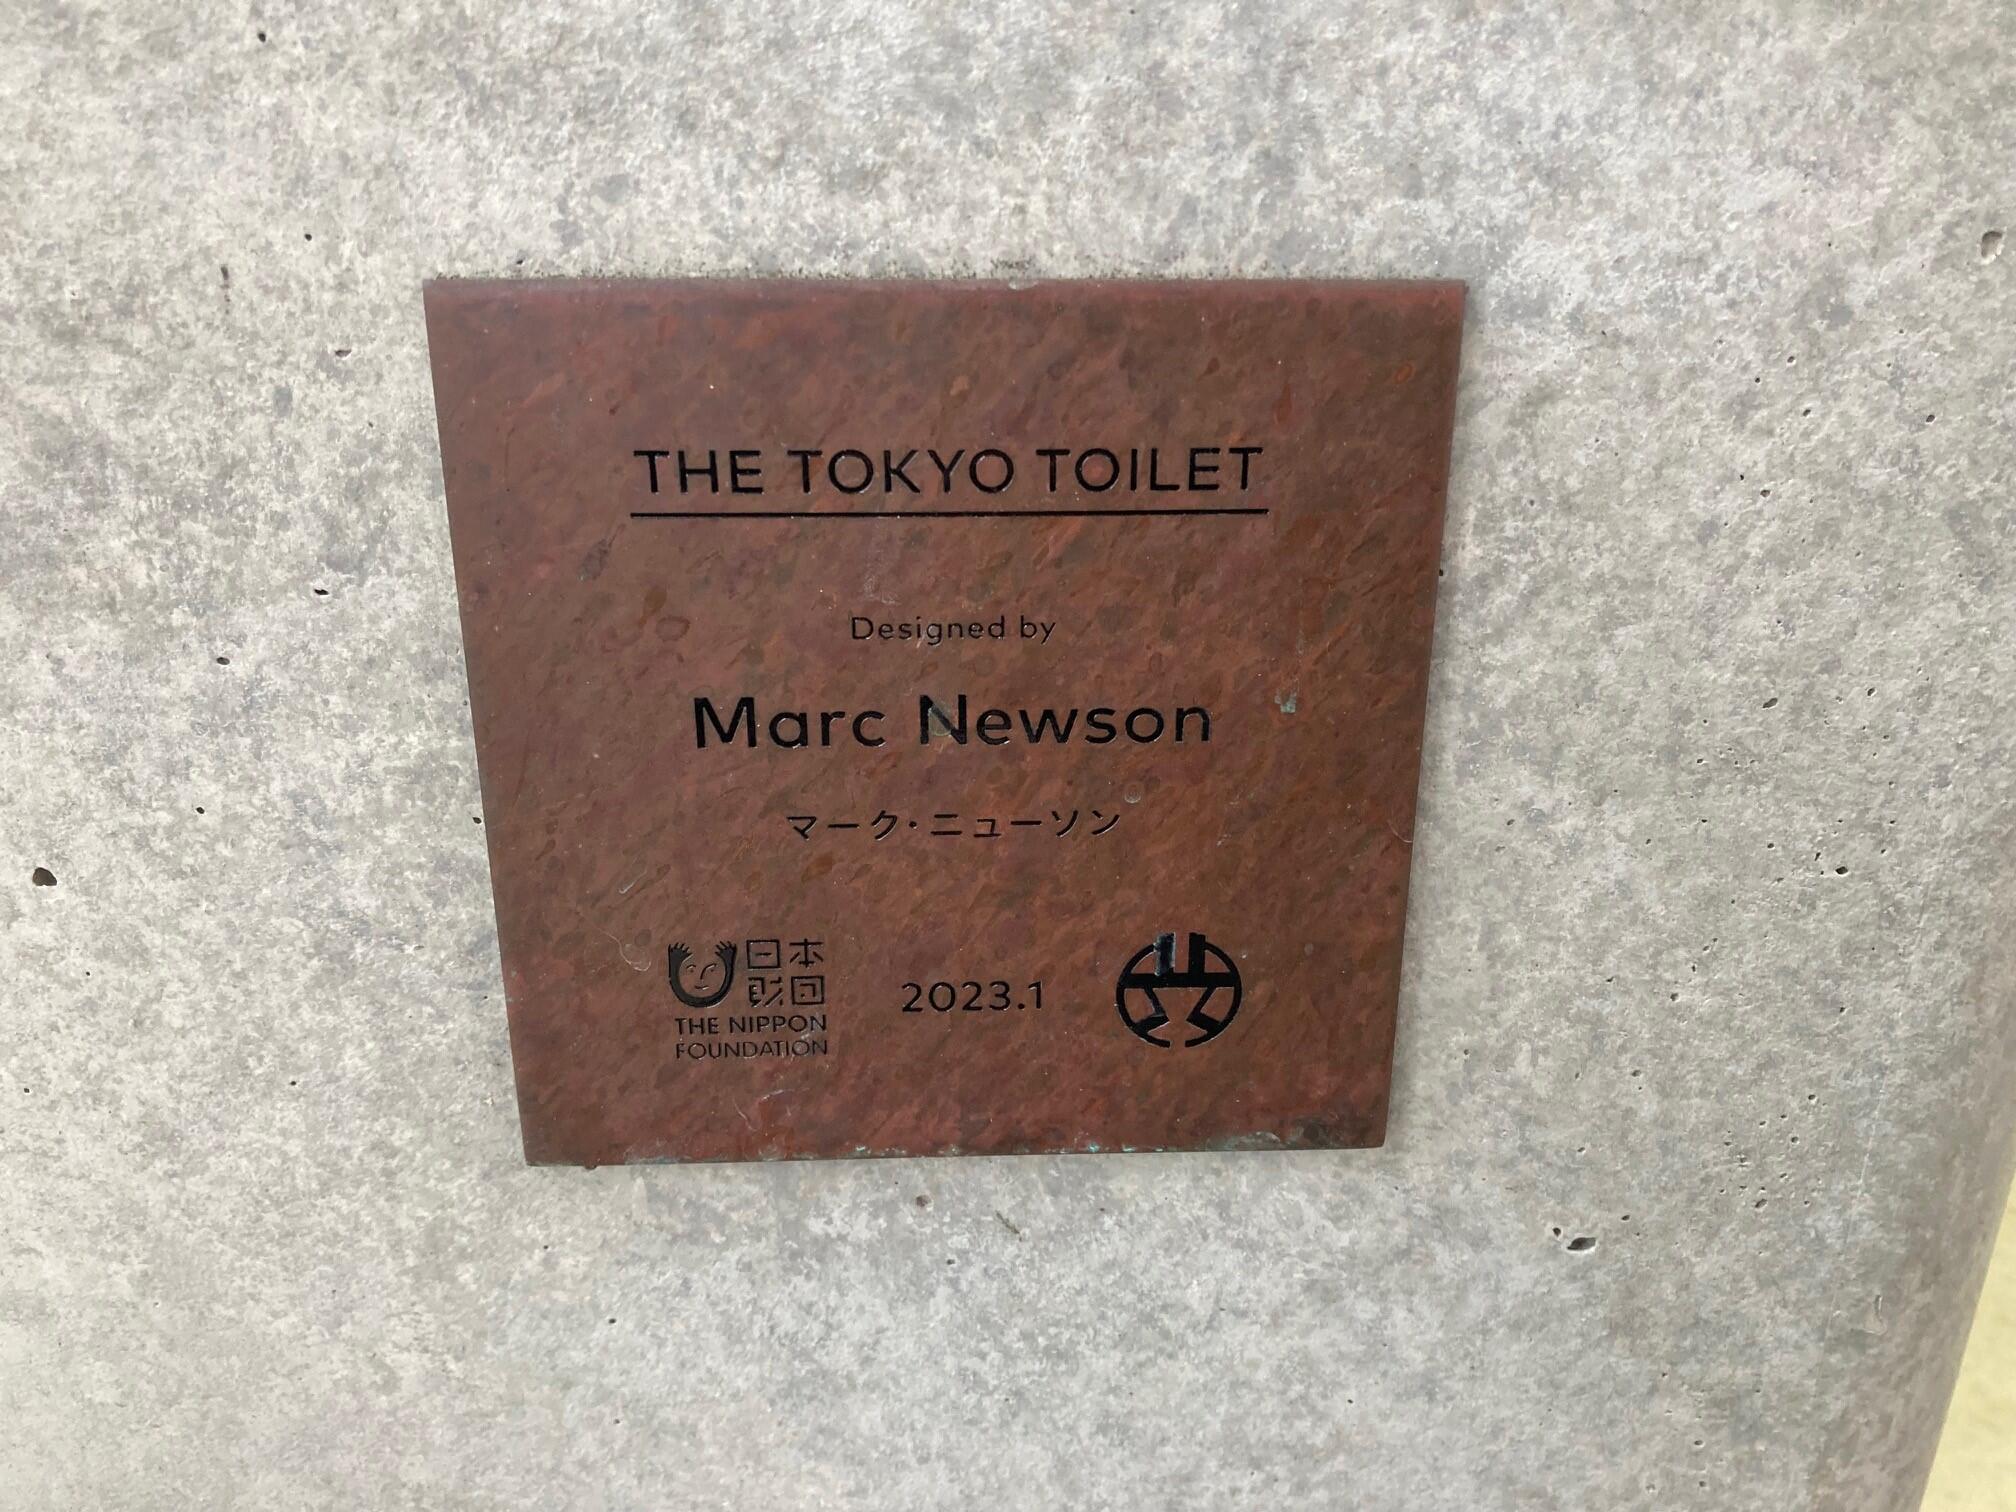 THE TOKYO TOILET
Designed by
Marc Newson
マーク・ニューソン
日本
財団
THE NIPPON
FOUNDATION
2023.1